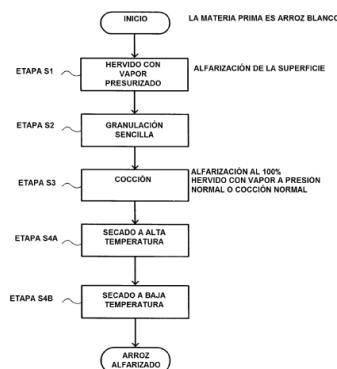 INICIO
LA MATERIA PRIMA ES ARROZ BLANCO
ETAPA S1
HERVIDO CON
VAPOR
PRESURIZADO
ALFARIZACIÓN DE LA SUPERFICIE
ETAPA S2
GRANULACIÓN
SENCILLA
ETAPA S3
COCCIÓN
ALFARIZACIÓN AL 100%
HERVIDO CON VAPOR A PRESION
NORMAL O COCCIÓN NORMAL
ETAPA S4A
SECADO A ALTA
TEMPERATURA
ETAPA S4B
SECADO A BAJA
TEMPERATURA
ARROZ
ALFARIZADO